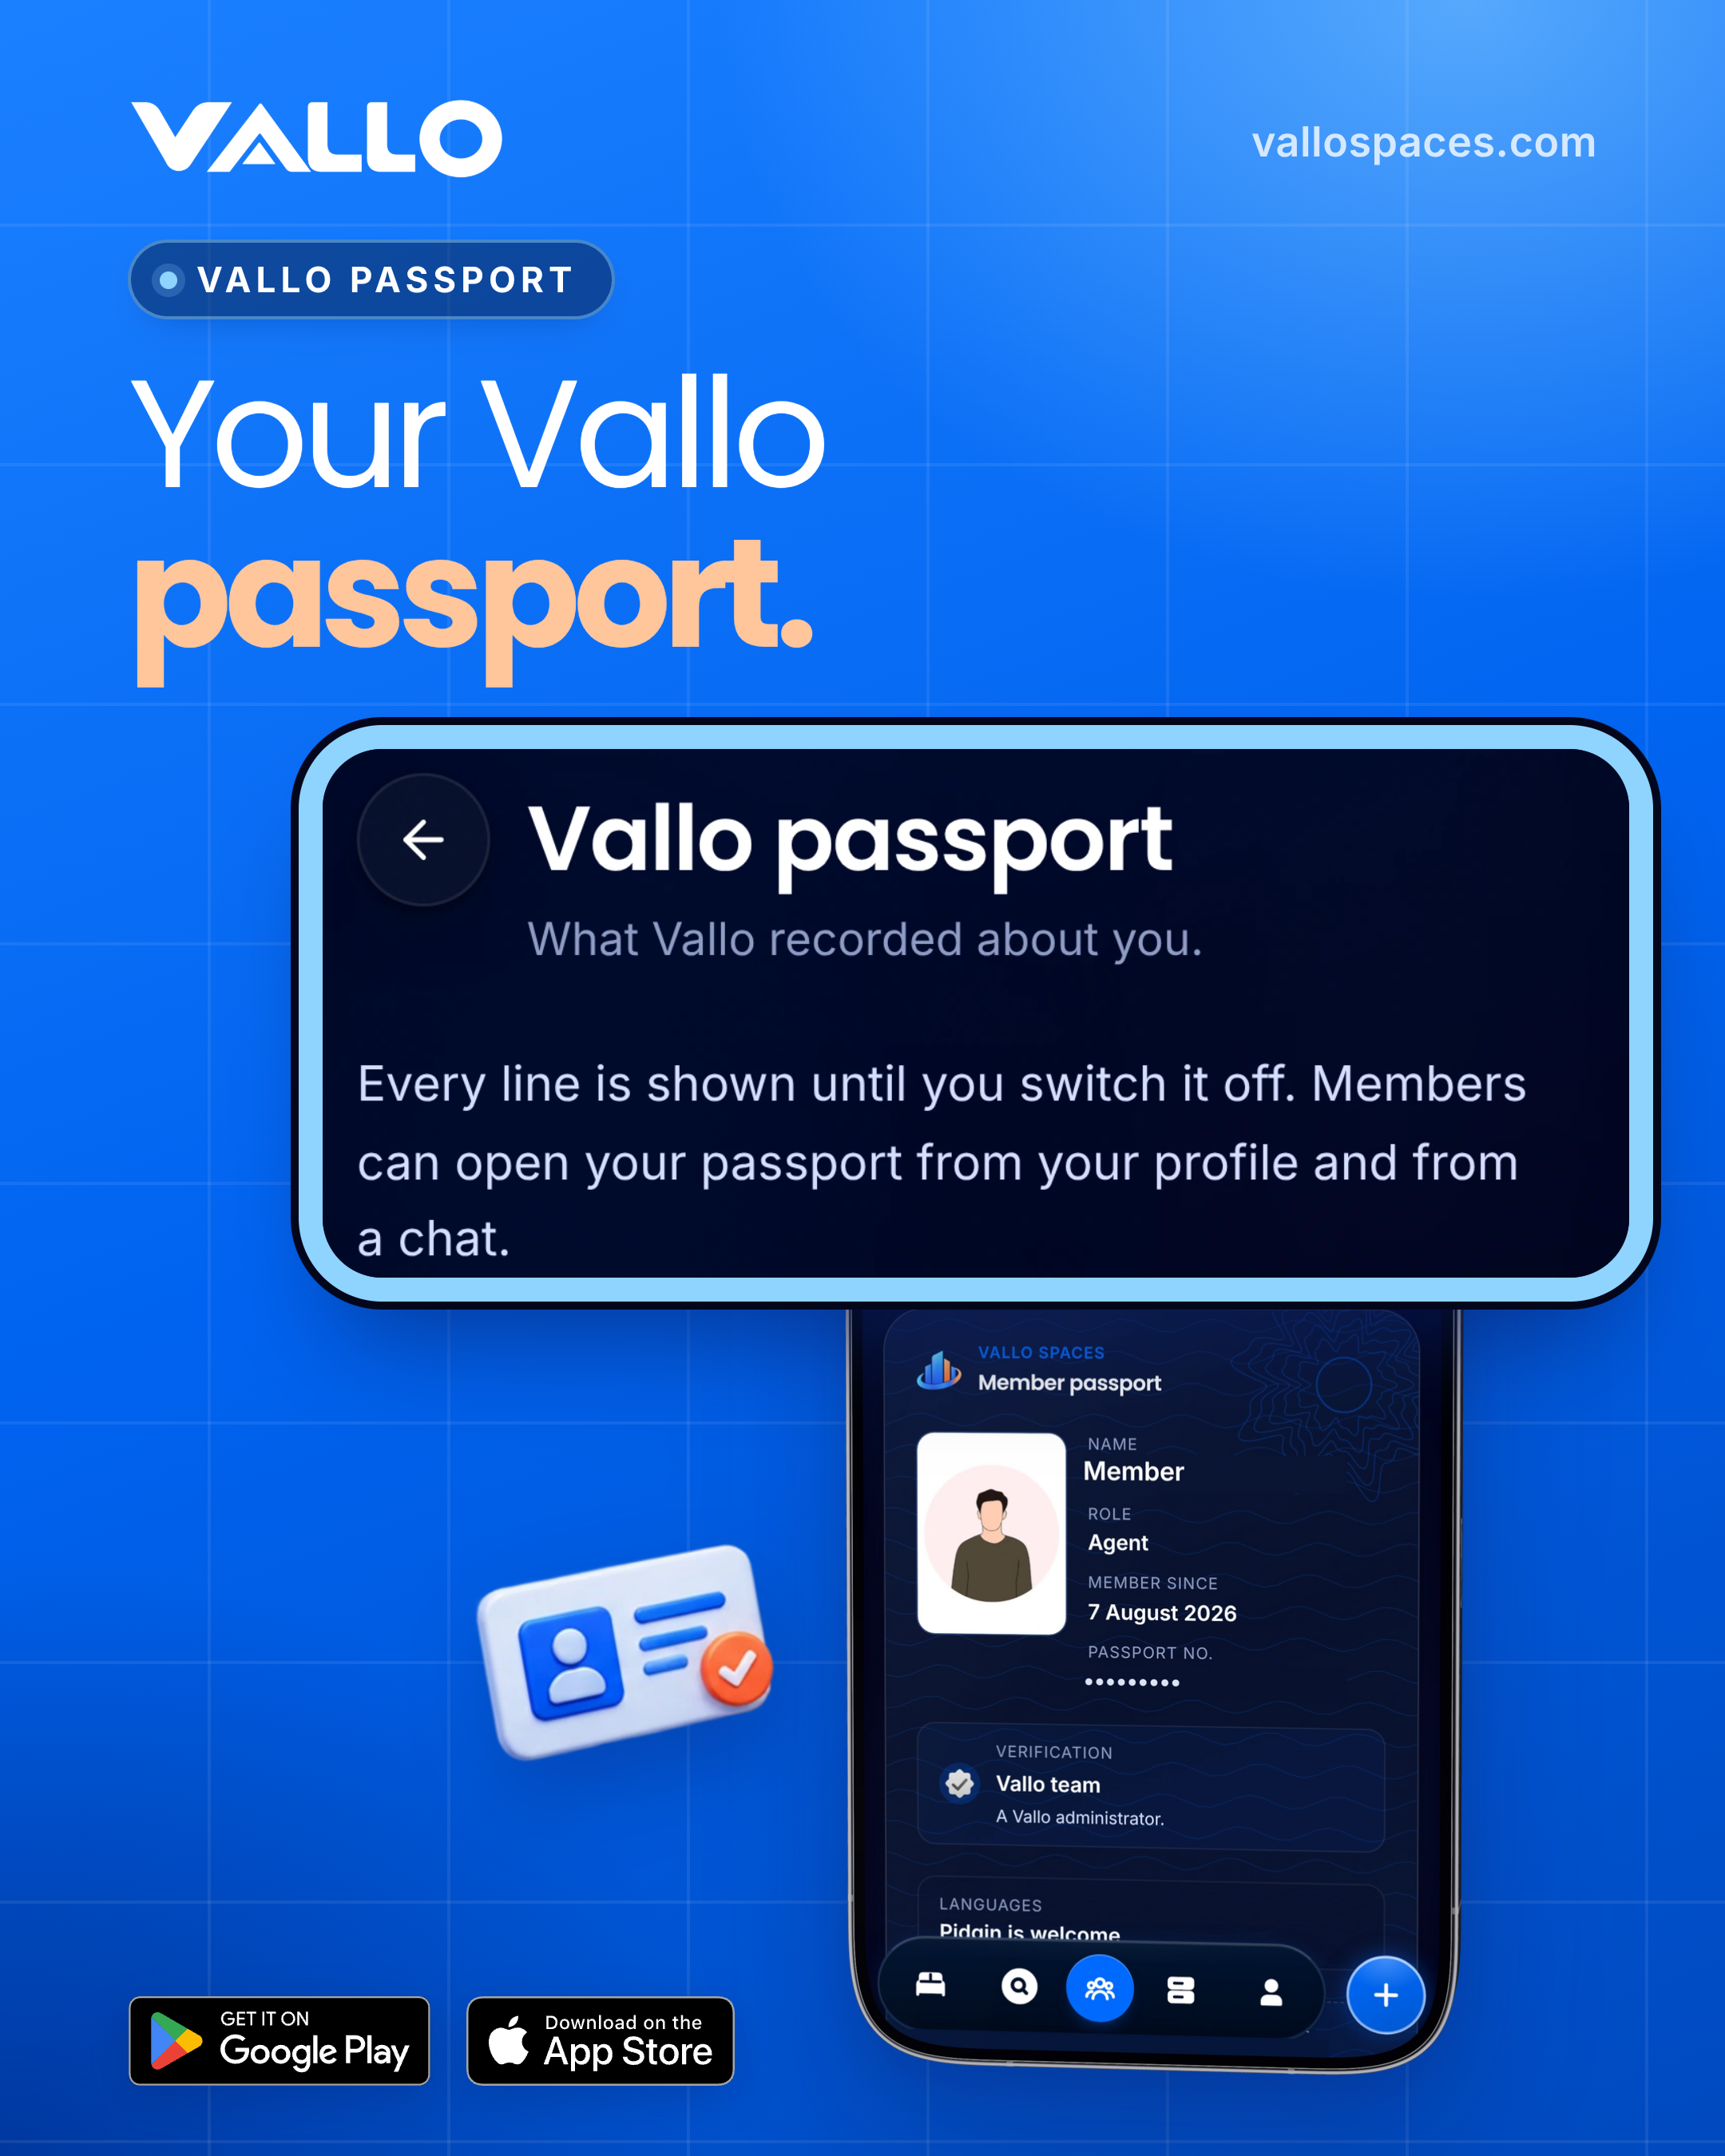 VALLO
vallospaces.com
VALLO PASSPORT
Your Vallo
passport.
Vallo passport
What Vallo recorded about you.
Every line is shown until you switch it off. Members
can open your passport from your profile and from
a chat.
VALLO SPACES
Member passport
NAME
Member
ROLE
Agent
MEMBER SINCE
7 August 2026
PASSPORT NO.
•••••••••
VERIFICATION
Vallo team
A Vallo administrator.
LANGUAGES
Pidgin is welcome
GET IT ON
Google Play
Download on the
App Store